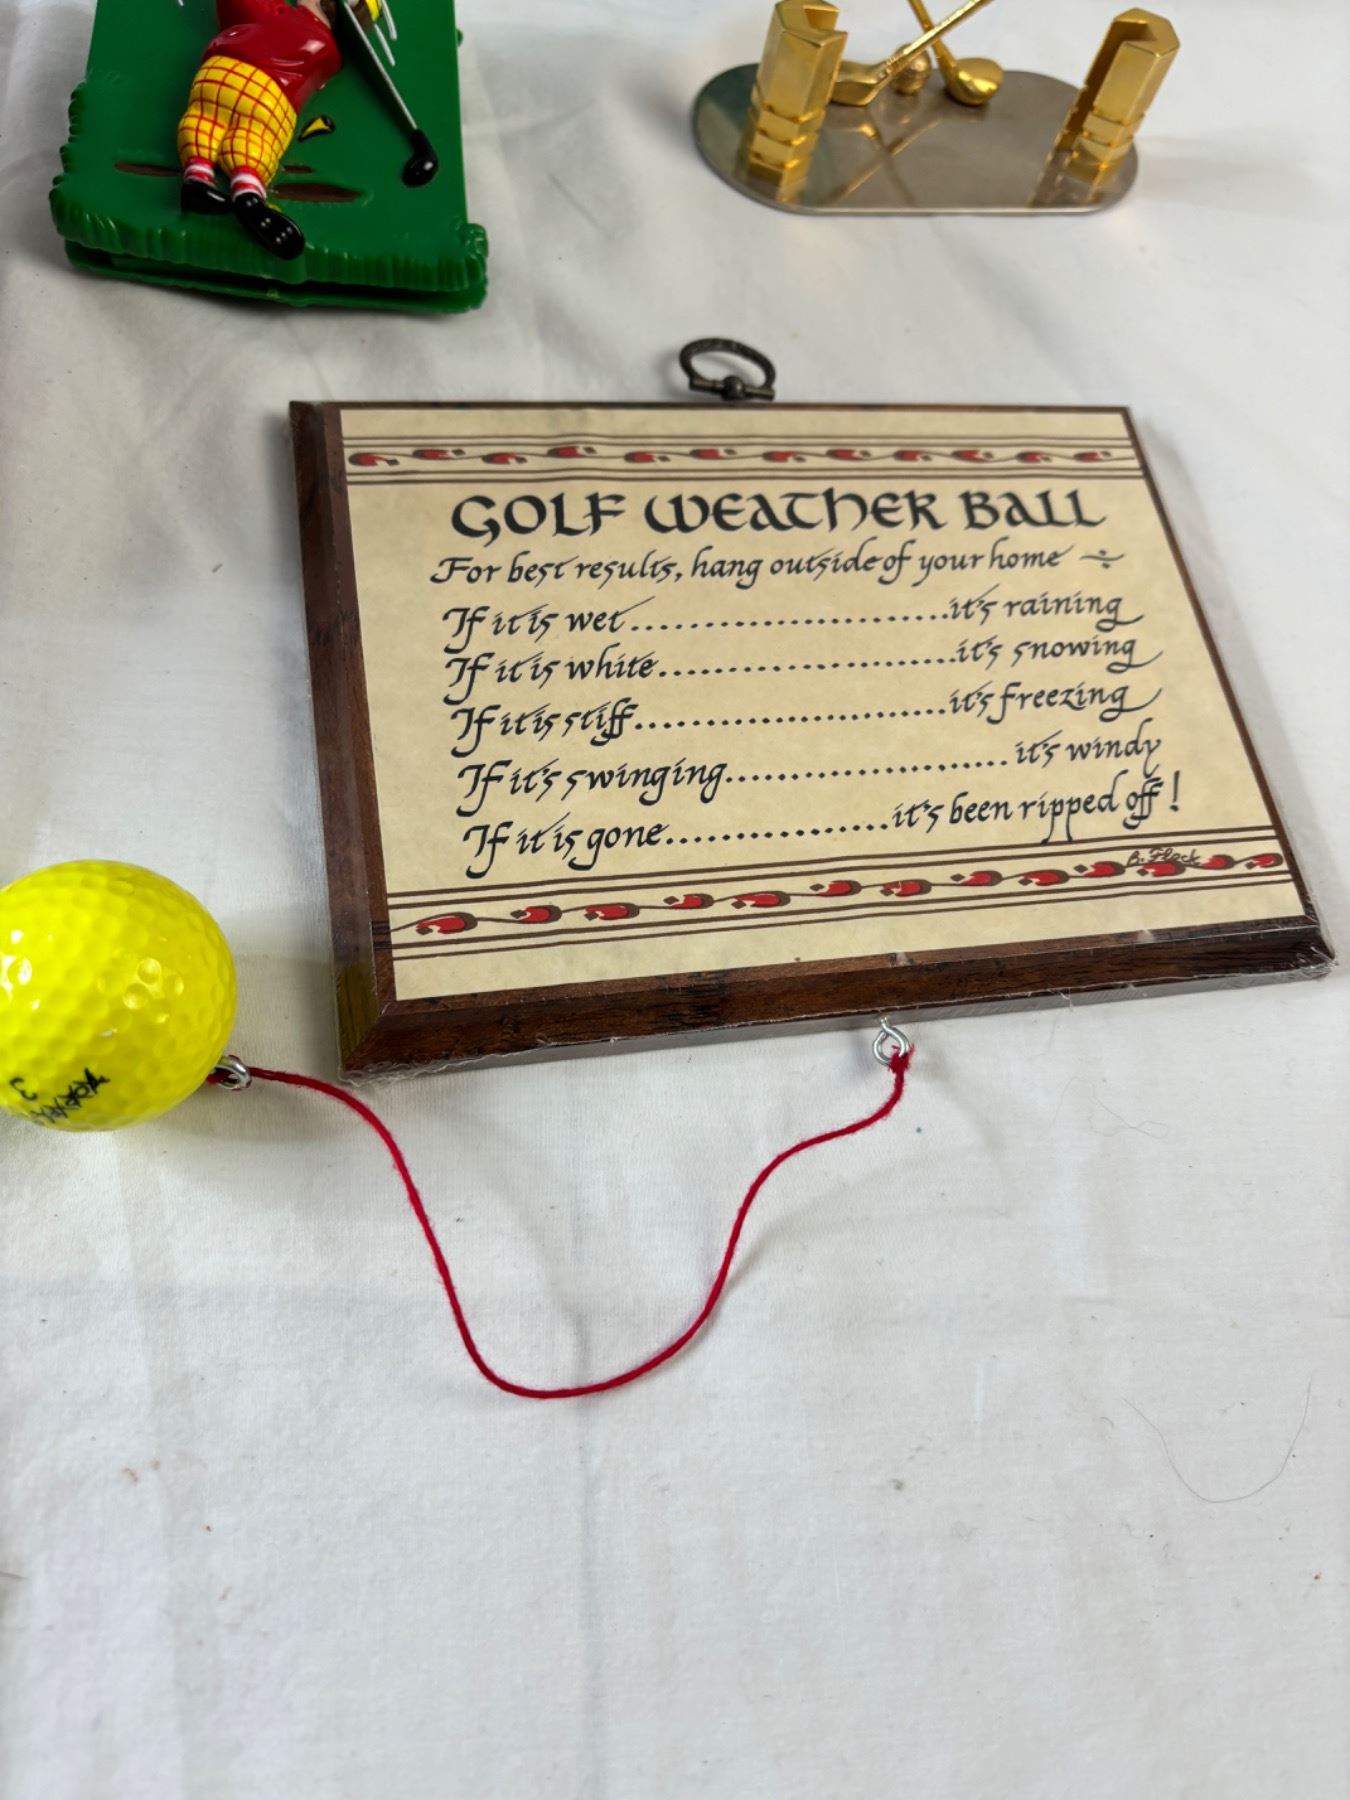 GOLF WEATHER BALL
For best results, hang outside of your home ÷
If it is wet..........................it's raining
If it is white........................it's snowing
If it is stiff.........................it's freezing
If it's swinging.......................it's windy
If it is gone.................it's been ripped off!
B. Flock
3